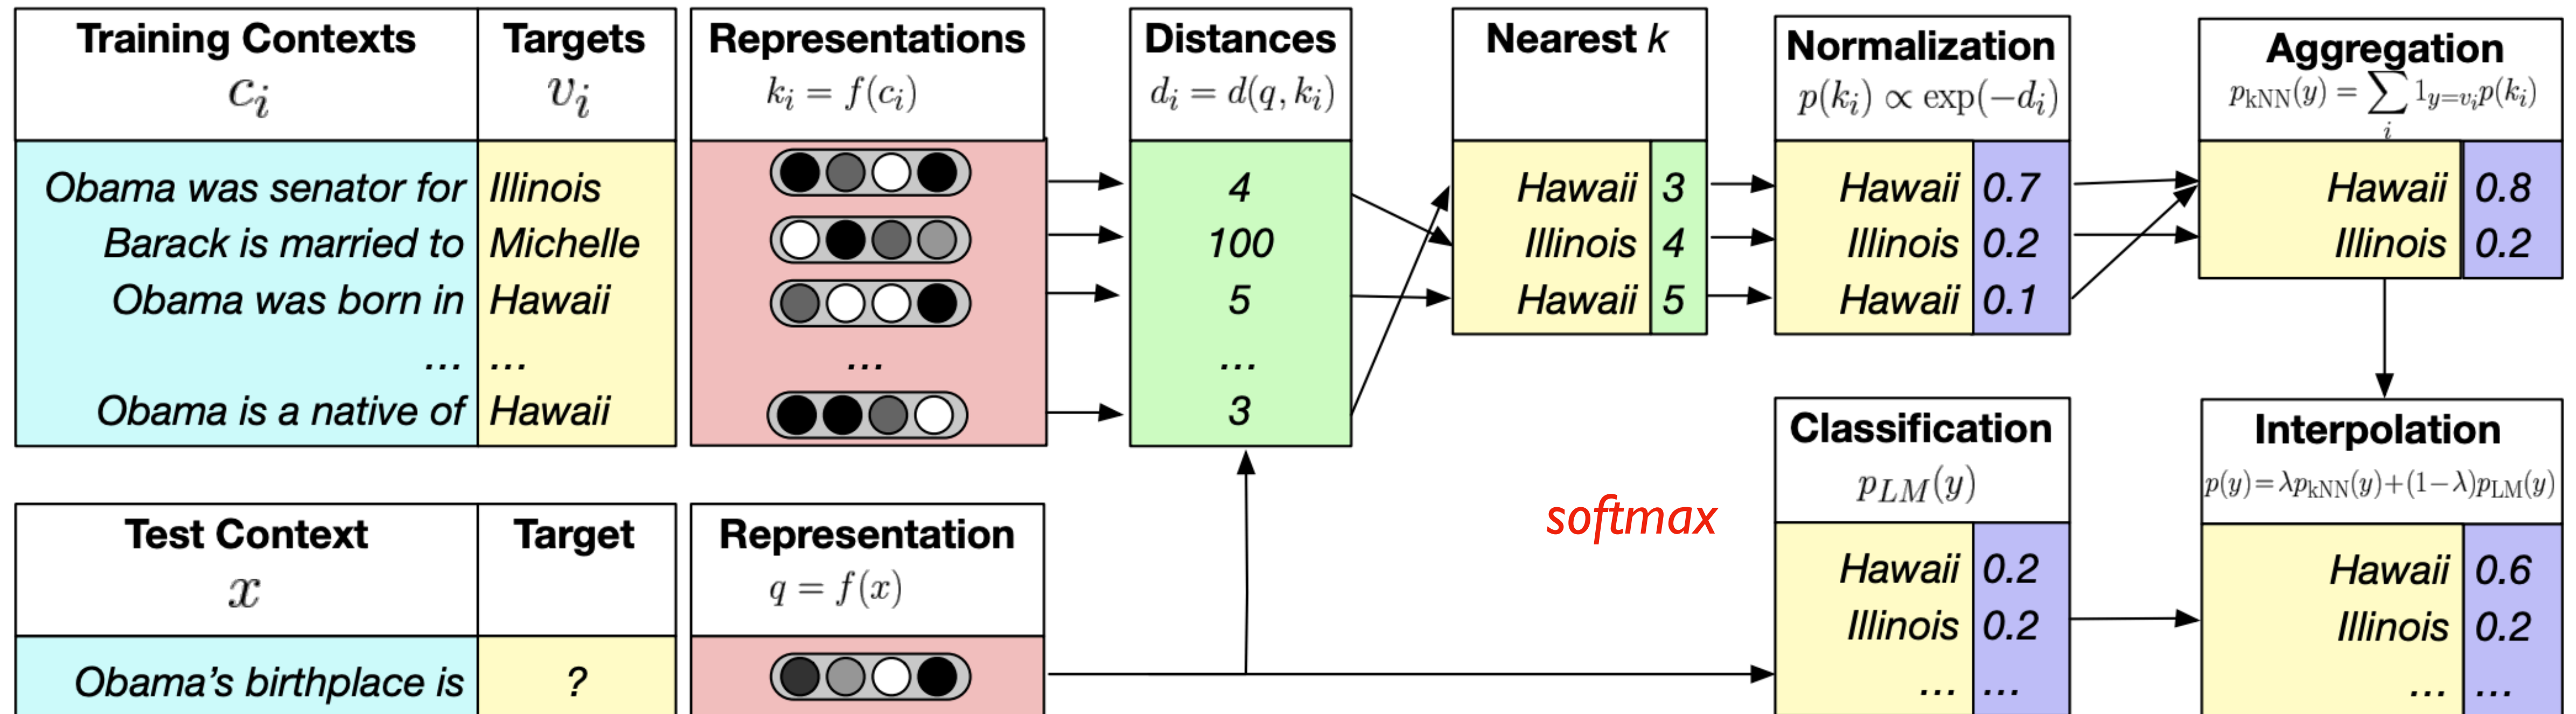 Training Contexts
c_i
Targets
v_i
Obama was senator for Illinois
Barack is married to Michelle
Obama was born in Hawaii
... ...
Obama is a native of Hawaii
Representations
k_i = f(c_i)
...
Distances
d_i = d(q, k_i)
4
100
5
...
3
Nearest k
Hawaii 3
Illinois 4
Hawaii 5
Normalization
p(k_i) ∝ exp(−d_i)
Hawaii 0.7
Illinois 0.2
Hawaii 0.1
Aggregation
p_kNN(y) = ∑_i 1_{y=v_i} p(k_i)
Hawaii 0.8
Illinois 0.2
Test Context
x
Target
Obama’s birthplace is ?
Representation
q = f(x)
softmax
Classification
p_LM(y)
Hawaii 0.2
Illinois 0.2
... ...
Interpolation
p(y) = λp_kNN(y) + (1−λ)p_LM(y)
Hawaii 0.6
Illinois 0.2
... ...